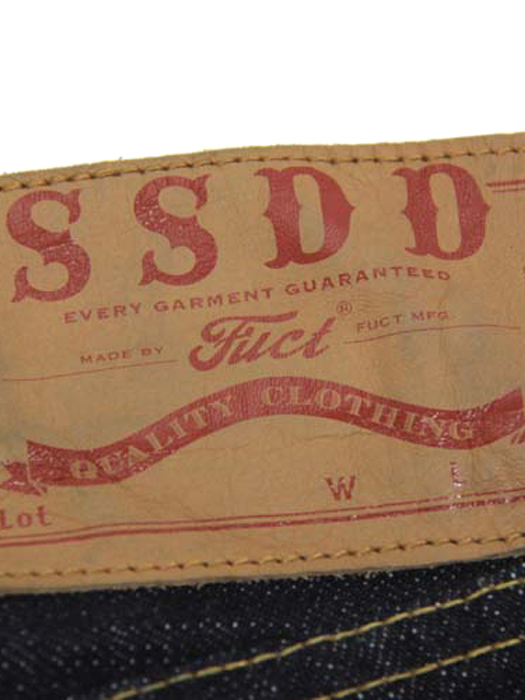 SSDD
EVERY GARMENT GUARANTEED
MADE BY Fuct® FUCT MFG.
QUALITY CLOTHING
Lot W L